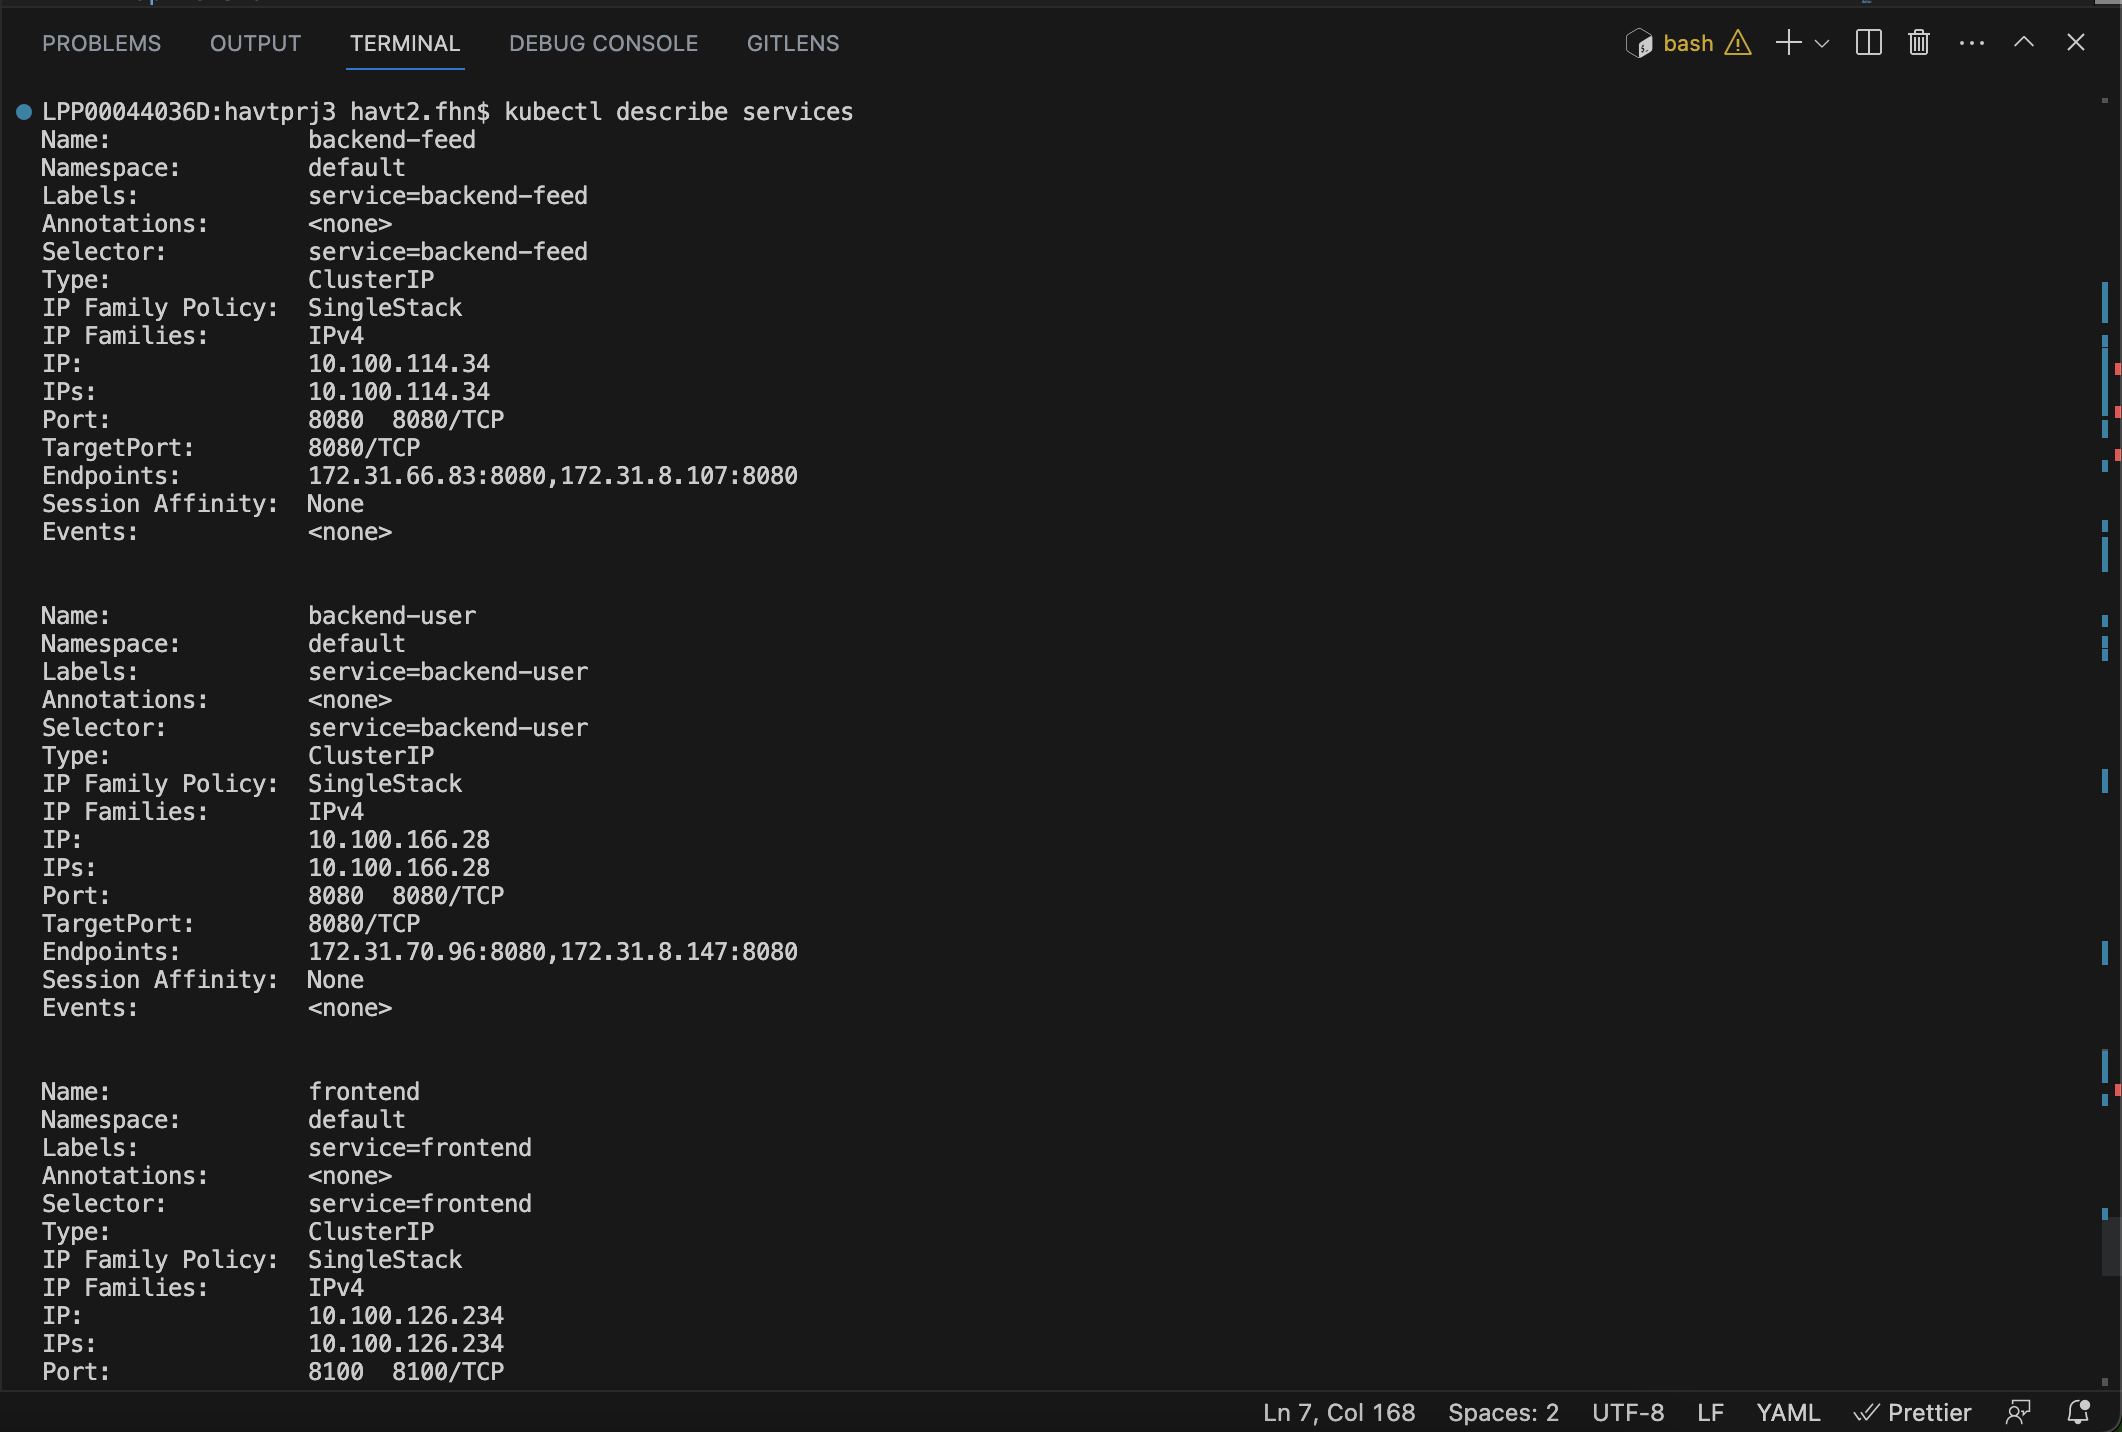 PROBLEMS OUTPUT TERMINAL DEBUG CONSOLE GITLENS bash
LPP00044036D:havtprj3 havt2.fhn$ kubectl describe services
Name:              backend-feed
Namespace:         default
Labels:            service=backend-feed
Annotations:       <none>
Selector:          service=backend-feed
Type:              ClusterIP
IP Family Policy:  SingleStack
IP Families:       IPv4
IP:                10.100.114.34
IPs:               10.100.114.34
Port:              8080  8080/TCP
TargetPort:        8080/TCP
Endpoints:         172.31.66.83:8080,172.31.8.107:8080
Session Affinity:  None
Events:            <none>
Name:              backend-user
Namespace:         default
Labels:            service=backend-user
Annotations:       <none>
Selector:          service=backend-user
Type:              ClusterIP
IP Family Policy:  SingleStack
IP Families:       IPv4
IP:                10.100.166.28
IPs:               10.100.166.28
Port:              8080  8080/TCP
TargetPort:        8080/TCP
Endpoints:         172.31.70.96:8080,172.31.8.147:8080
Session Affinity:  None
Events:            <none>
Name:              frontend
Namespace:         default
Labels:            service=frontend
Annotations:       <none>
Selector:          service=frontend
Type:              ClusterIP
IP Family Policy:  SingleStack
IP Families:       IPv4
IP:                10.100.126.234
IPs:               10.100.126.234
Port:              8100  8100/TCP
Ln 7, Col 168 Spaces: 2 UTF-8 LF YAML Prettier